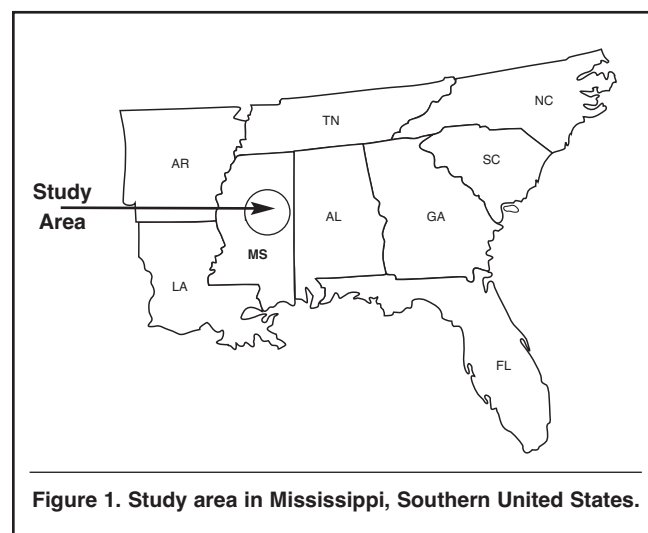 NC
TN
SC
AR
Study
Area
AL
GA
MS
LA
FL
Figure 1. Study area in Mississippi, Southern United States.